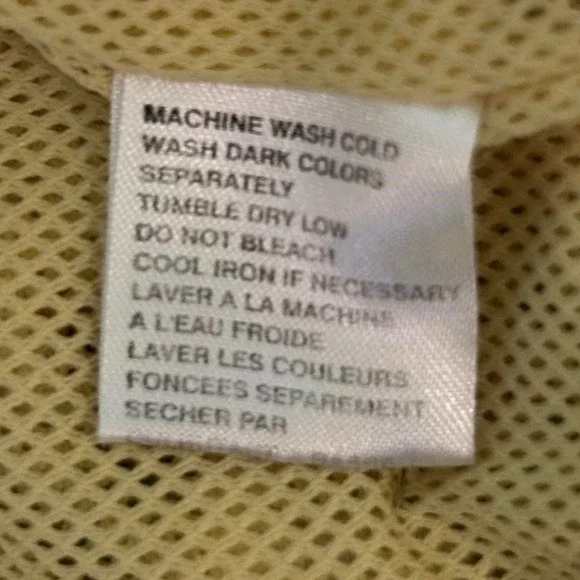 MACHINE WASH COLD
WASH DARK COLORS
SEPARATELY
TUMBLE DRY LOW
DO NOT BLEACH
COOL IRON IF NECESSARY
LAVER A LA MACHINE
A L'EAU FROIDE
LAVER LES COULEURS
FONCEES SEPAREMENT
SECHER PAR